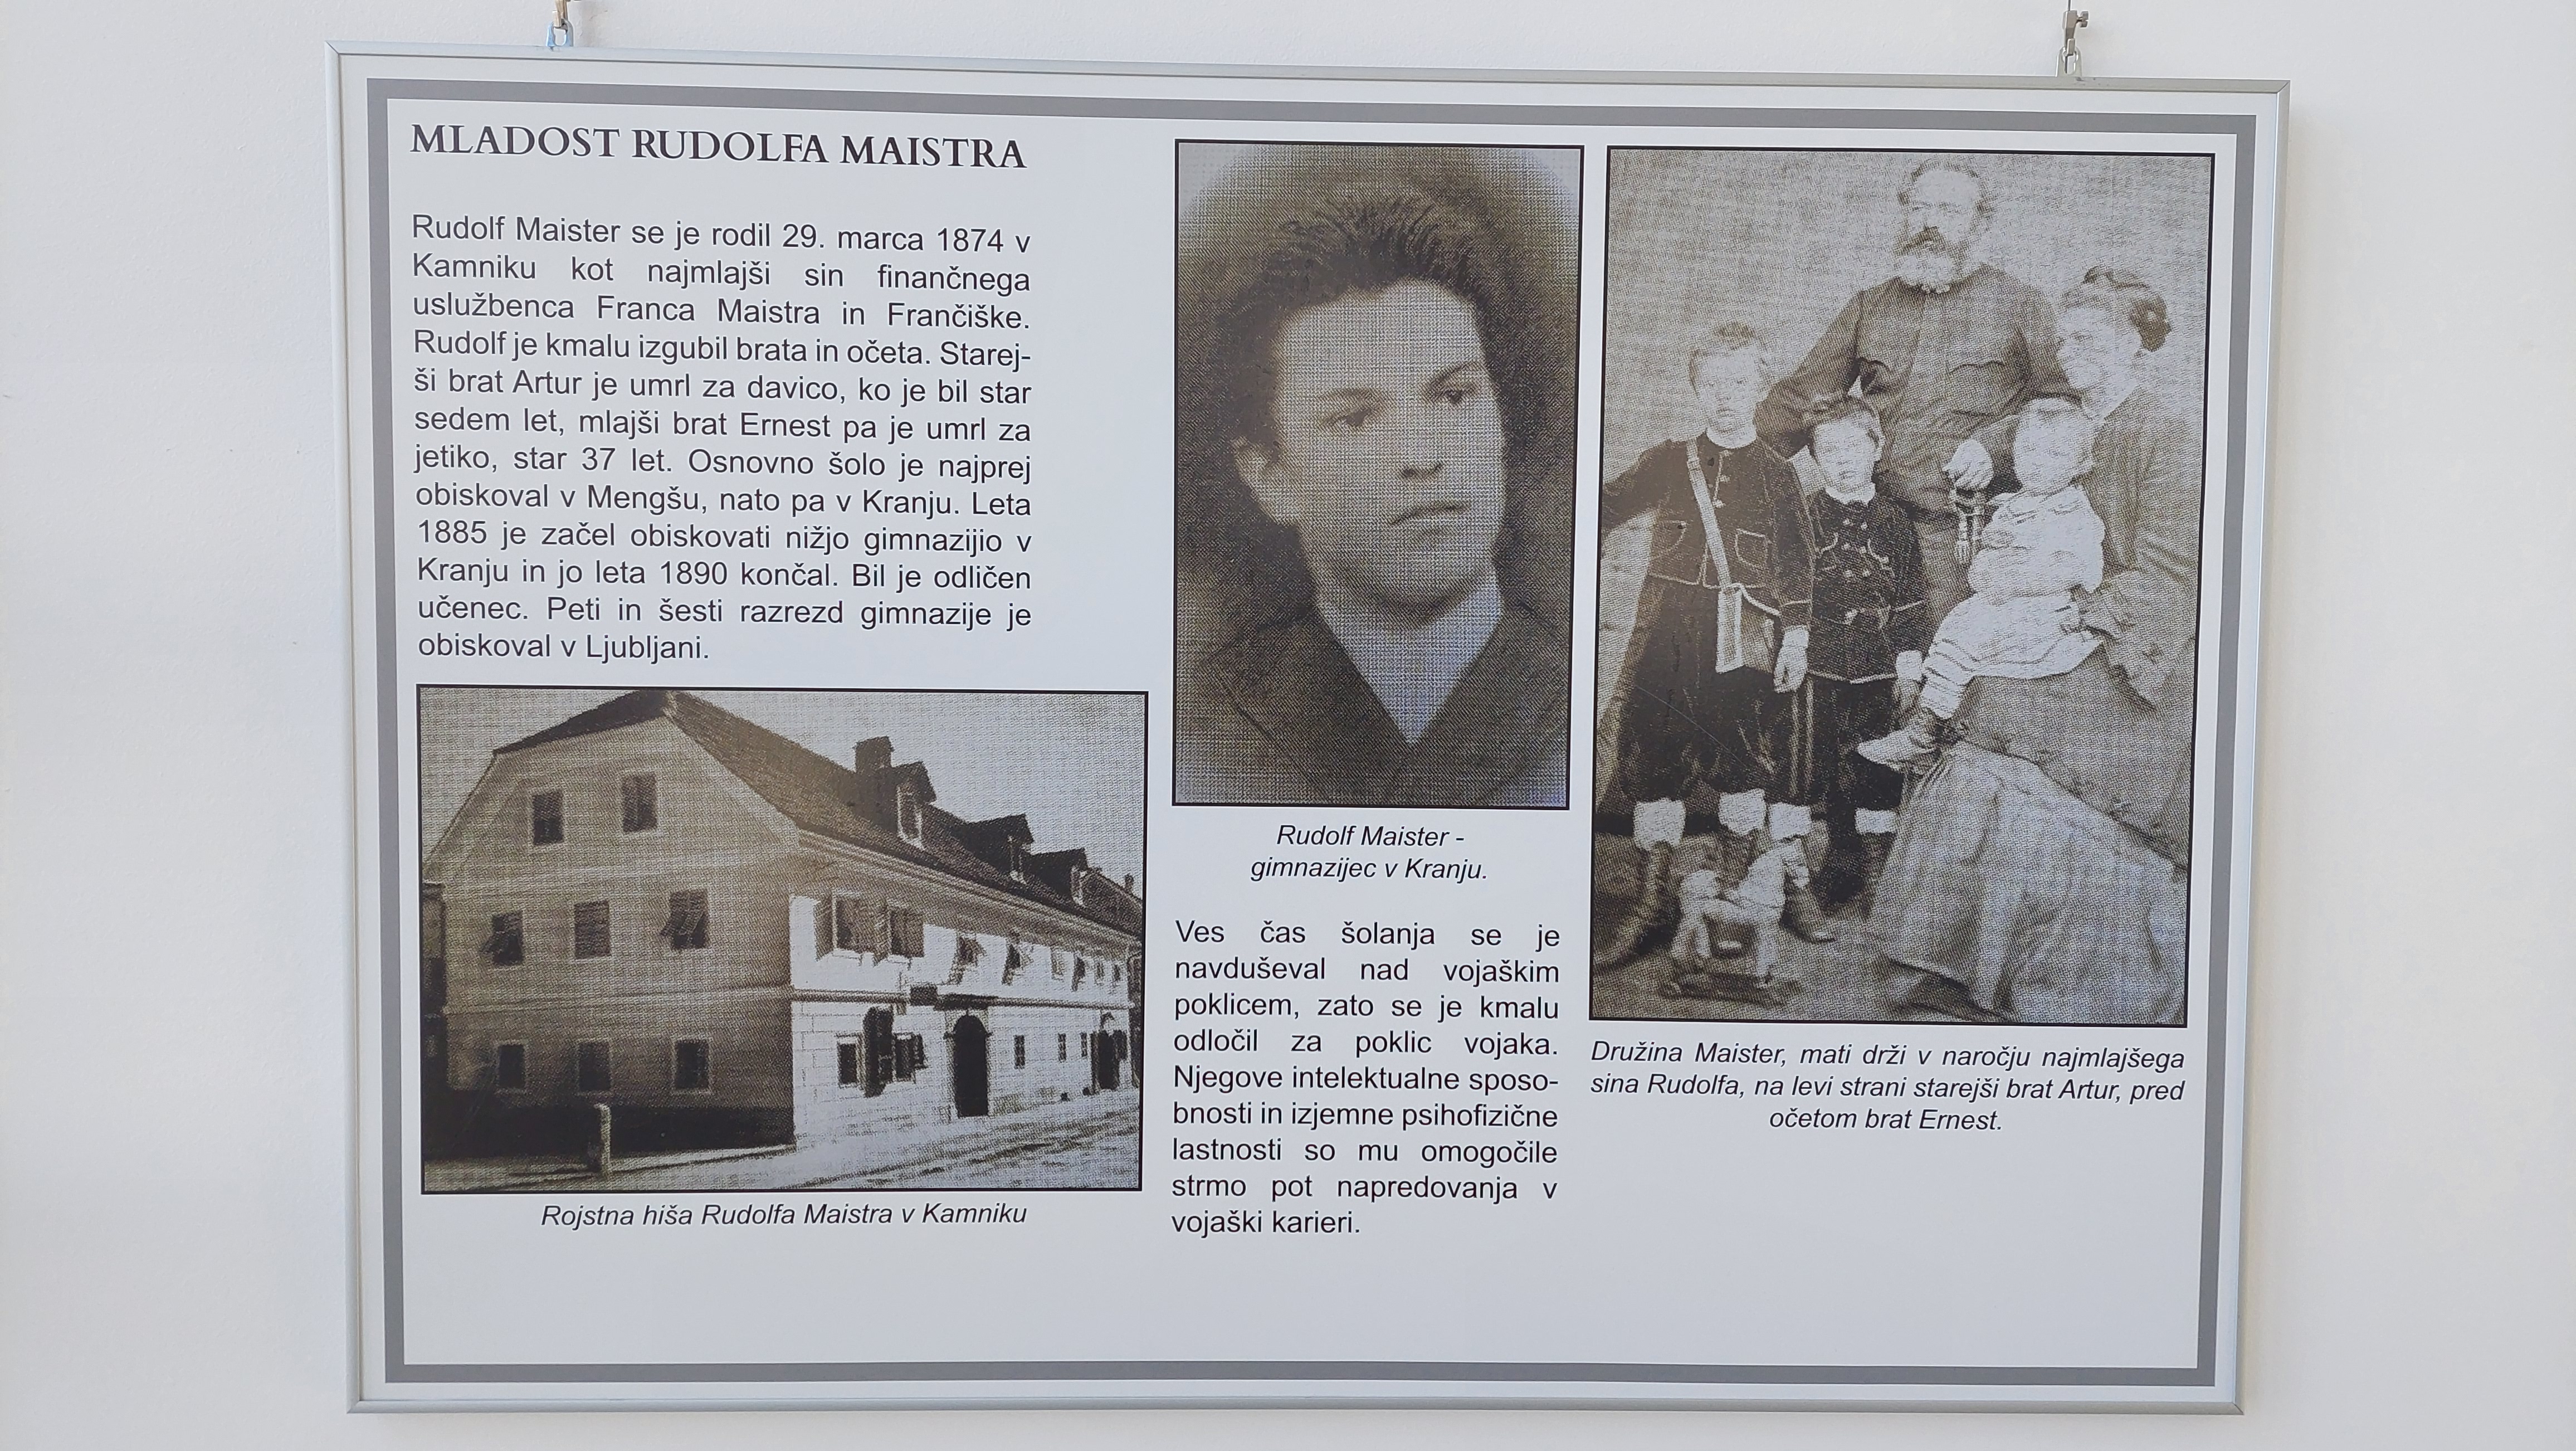 MLADOST RUDOLFA MAISTRA
Rudolf Maister se je rodil 29. marca 1874 v
Kamniku kot najmlajši sin finančnega
uslužbenca Franca Maistra in Frančiške.
Rudolf je kmalu izgubil brata in očeta. Starej-
ši brat Artur je umrl za davico, ko je bil star
sedem let, mlajši brat Ernest pa je umrl za
jetiko, star 37 let. Osnovno šolo je najprej
obiskoval v Mengšu, nato pa v Kranju. Leta
1885 je začel obiskovati nižjo gimnazijio v
Kranju in jo leta 1890 končal. Bil je odličen
učenec. Peti in šesti razrezd gimnazije je
obiskoval v Ljubljani.
Rojstna hiša Rudolfa Maistra v Kamniku
Rudolf Maister -
gimnazijec v Kranju.
Ves čas šolanja se je
navduševal nad vojaškim
poklicem, zato se je kmalu
odločil za poklic vojaka.
Njegove intelektualne sposo-
bnosti in izjemne psihofizične
lastnosti so mu omogočile
strmo pot napredovanja v
vojaški karieri.
Družina Maister, mati drži v naročju najmlajšega
sina Rudolfa, na levi strani starejši brat Artur, pred
očetom brat Ernest.